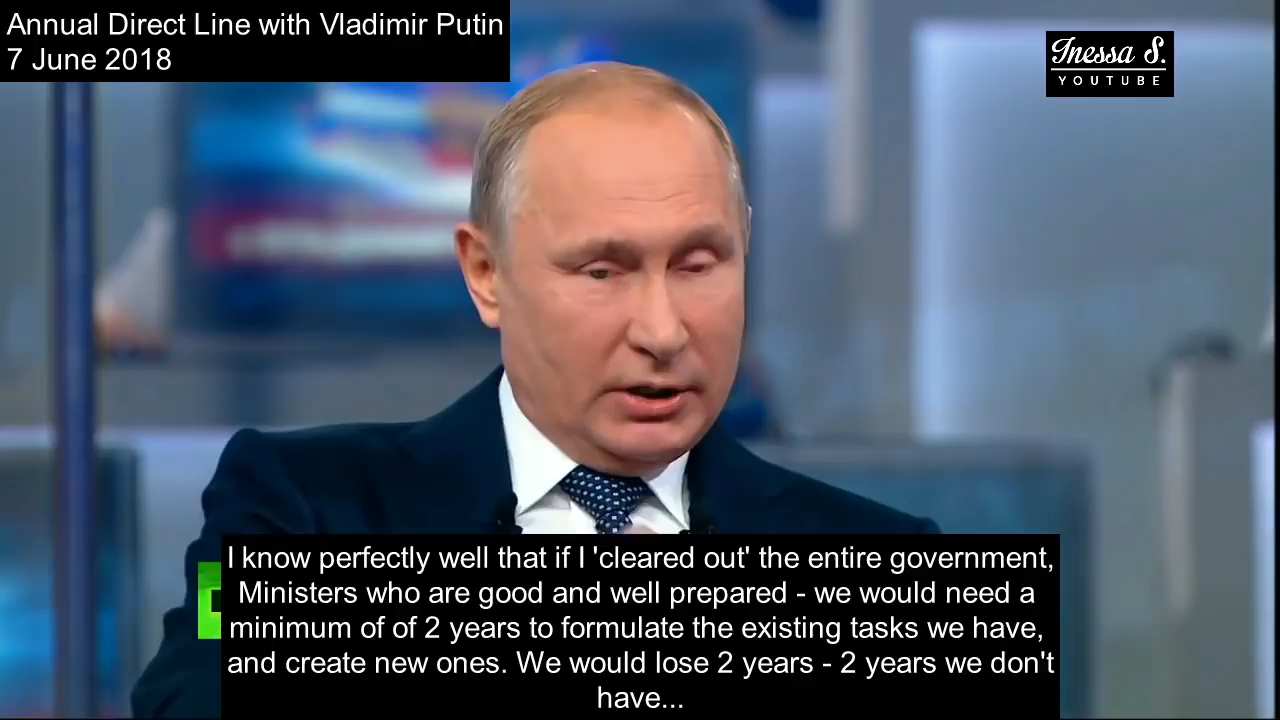 Annual Direct Line with Vladimir Putin
7 June 2018
Inessa S.
YOUTUBE
I know perfectly well that if I 'cleared out' the entire government,
Ministers who are good and well prepared - we would need a
minimum of of 2 years to formulate the existing tasks we have,
and create new ones. We would lose 2 years - 2 years we don't
have...